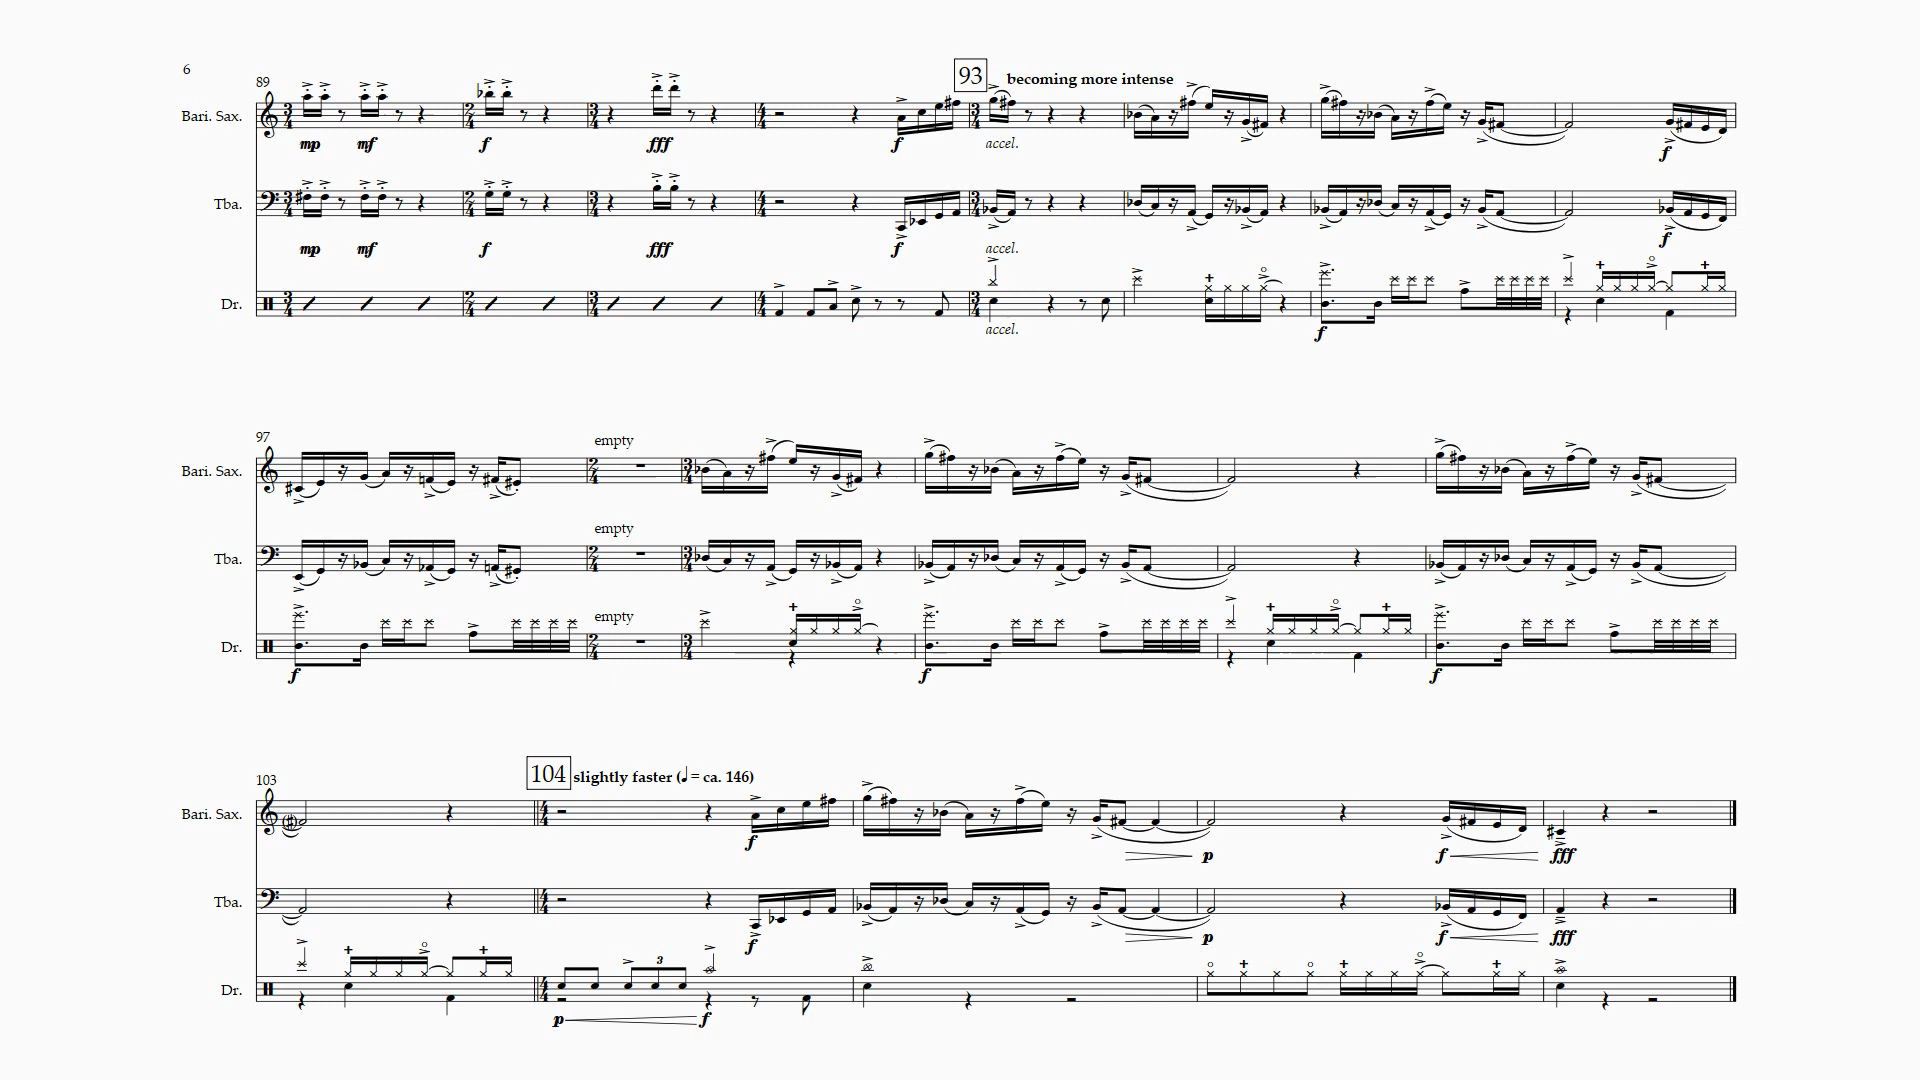 6
89
93 becoming more intense
Bari. Sax.
mp mf f fff f accel. f
Tba.
mp mf f fff f accel. f
Dr.
accel. f
97
empty
Bari. Sax.
empty
Tba.
empty
Dr.
f f f
103
104 slightly faster (♩ = ca. 146)
Bari. Sax.
f p f fff
Tba.
f p f fff
3
Dr.
p f